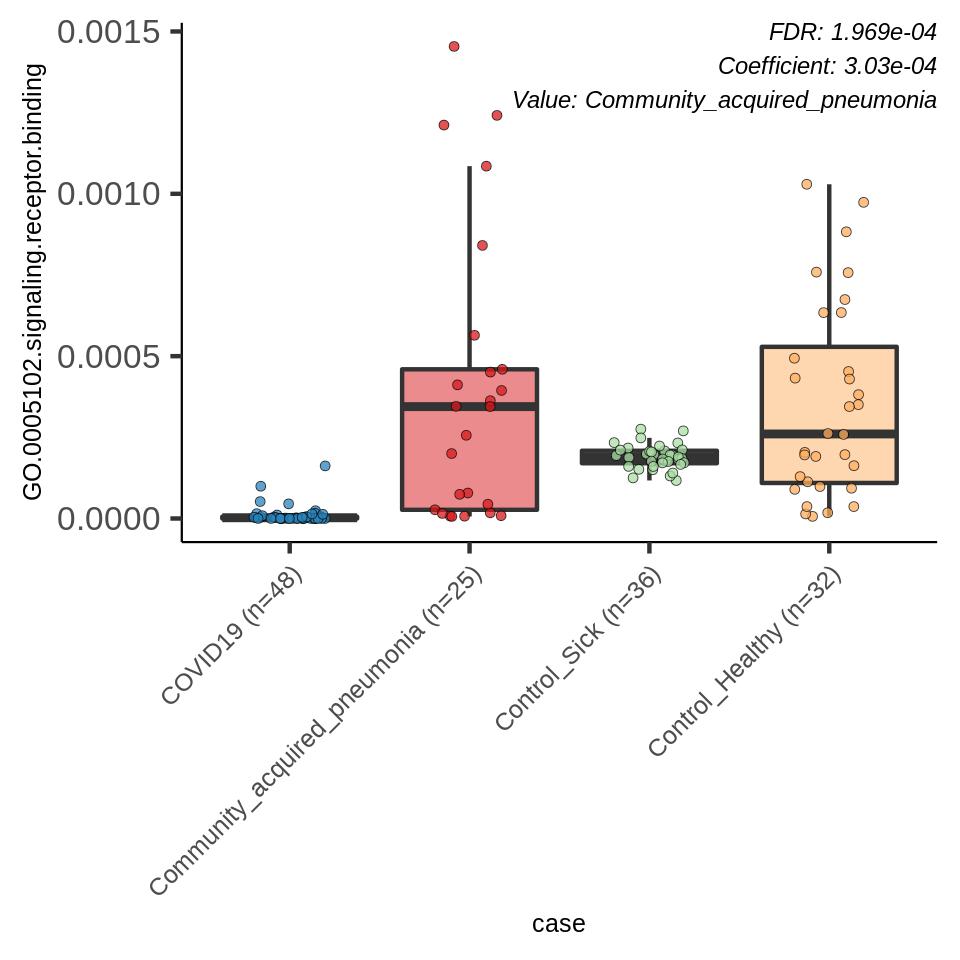 FDR: 1.969e-04
Coefficient: 3.03e-04
Value: Community_acquired_pneumonia
GO.0005102.signaling.receptor.binding
0.0015
0.0010
0.0005
0.0000
COVID19 (n=48)
Community_acquired_pneumonia (n=25)
Control_Sick (n=36)
Control_Healthy (n=32)
case